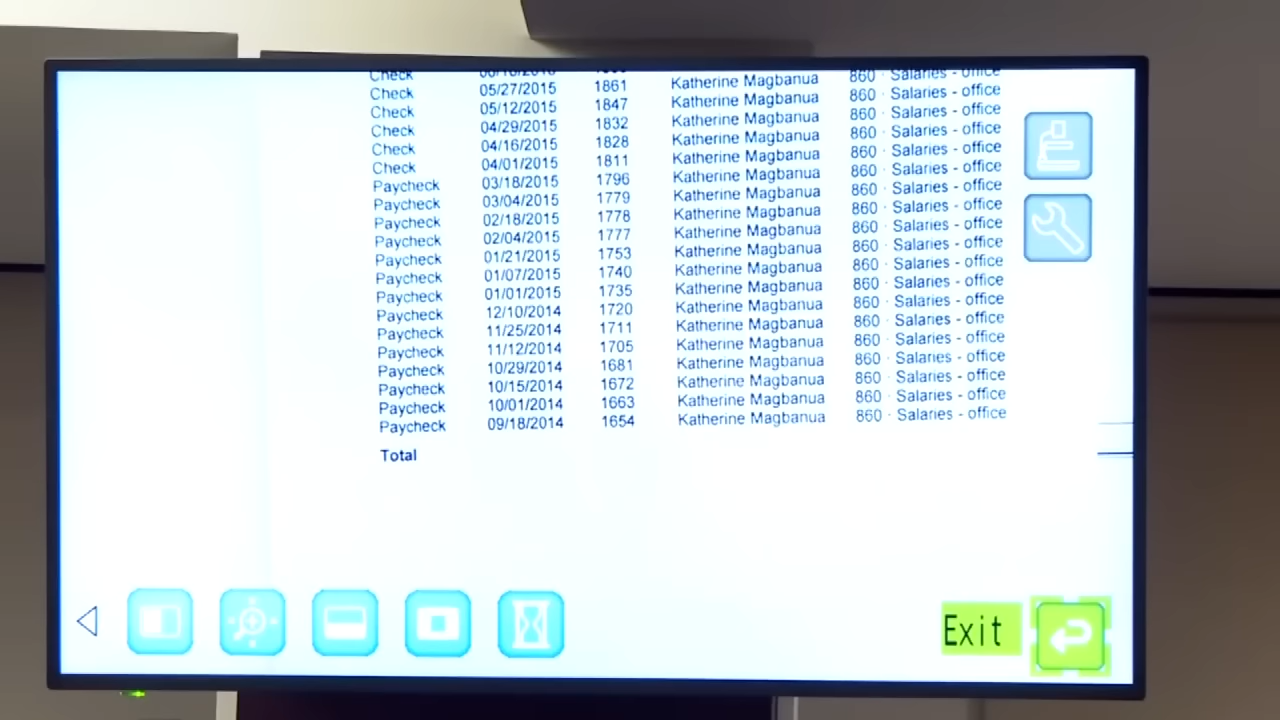 Check
Check 05/27/2015 1861 Katherine Magbanua 860 · Salaries - office
Check 05/12/2015 1847 Katherine Magbanua 860 · Salaries - office
Check 04/29/2015 1832 Katherine Magbanua 860 · Salaries - office
Check 04/16/2015 1828 Katherine Magbanua 860 · Salaries - office
Check 04/01/2015 1811 Katherine Magbanua 860 · Salaries - office
Paycheck 03/18/2015 1796 Katherine Magbanua 860 · Salaries - office
Paycheck 03/04/2015 1779 Katherine Magbanua 860 · Salaries - office
Paycheck 02/18/2015 1778 Katherine Magbanua 860 · Salaries - office
Paycheck 02/04/2015 1777 Katherine Magbanua 860 · Salaries - office
Paycheck 01/21/2015 1753 Katherine Magbanua 860 · Salaries - office
Paycheck 01/07/2015 1740 Katherine Magbanua 860 · Salaries - office
Paycheck 01/01/2015 1735 Katherine Magbanua 860 · Salaries - office
Paycheck 12/10/2014 1720 Katherine Magbanua 860 · Salaries - office
Paycheck 11/25/2014 1711 Katherine Magbanua 860 · Salaries - office
Paycheck 11/12/2014 1705 Katherine Magbanua 860 · Salaries - office
Paycheck 10/29/2014 1681 Katherine Magbanua 860 · Salaries - office
Paycheck 10/15/2014 1672 Katherine Magbanua 860 · Salaries - office
Paycheck 10/01/2014 1663 Katherine Magbanua 860 · Salaries - office
Paycheck 09/18/2014 1654 Katherine Magbanua 860 · Salaries - office
Total
Exit